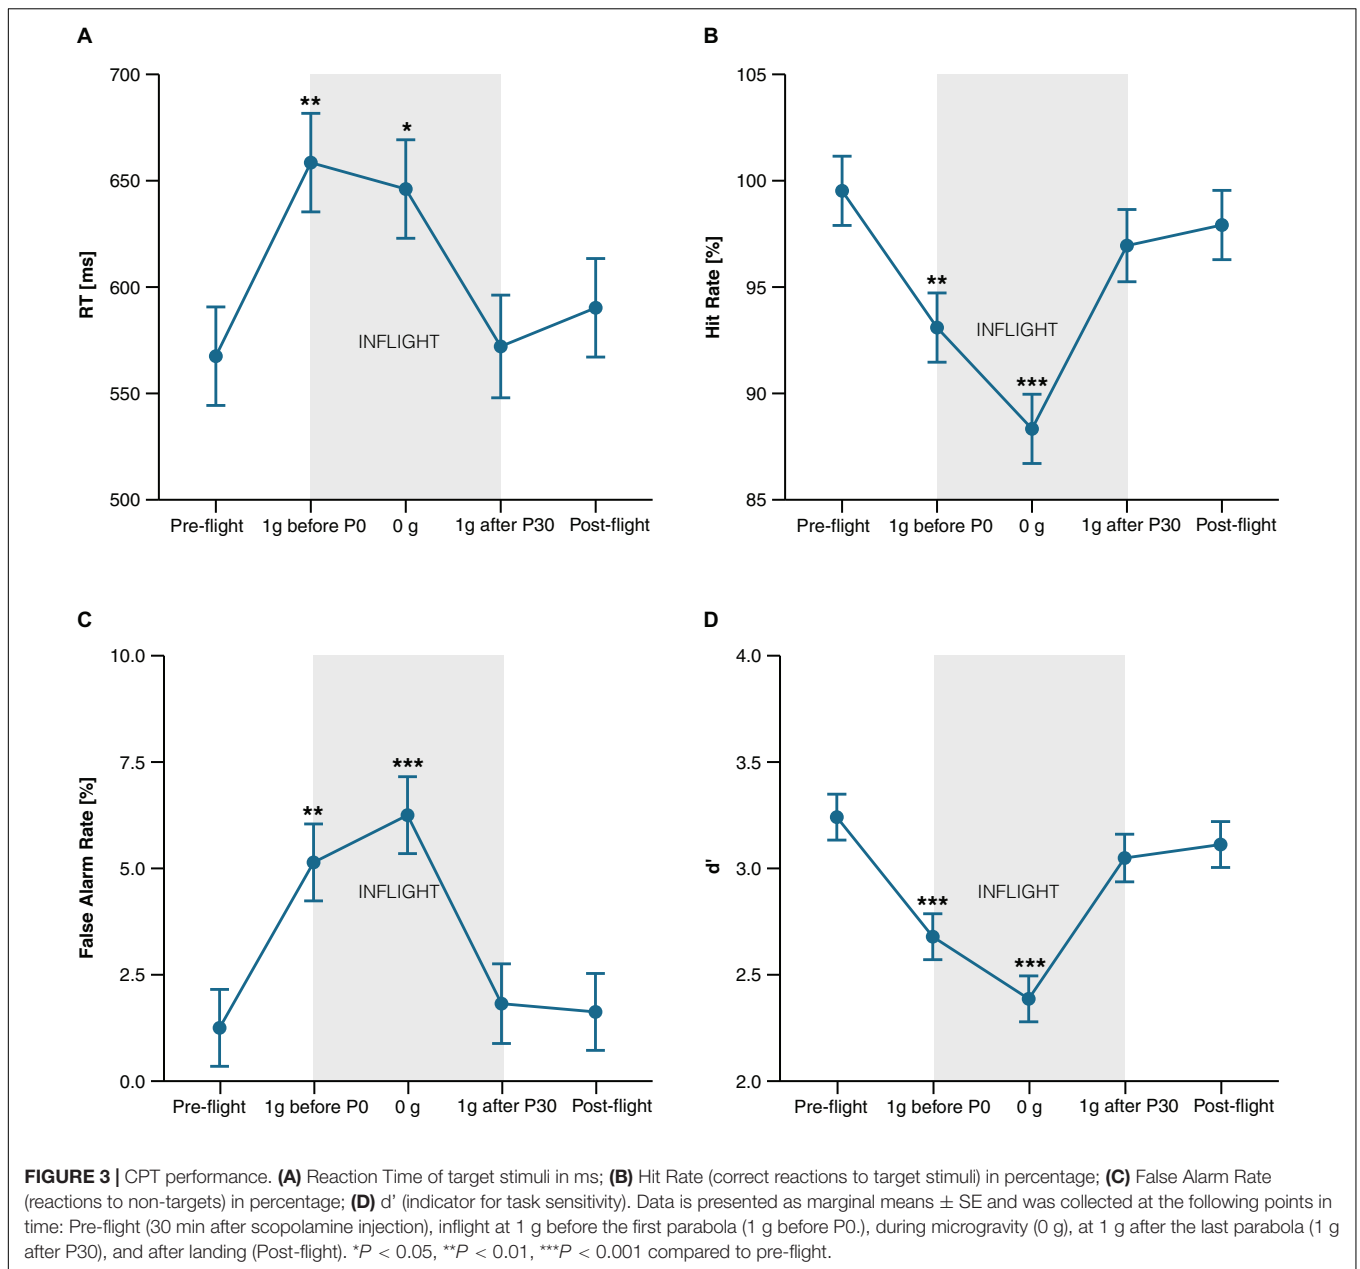 A
700
650
600
550
500
RT [ms]
**
*
INFLIGHT
Pre-flight
1g before P0
0 g
1g after P30
Post-flight
B
105
100
95
90
85
Hit Rate [%]
**
***
INFLIGHT
Pre-flight
1g before P0
0 g
1g after P30
Post-flight
C
10.0
7.5
5.0
2.5
0.0
False Alarm Rate [%]
**
***
INFLIGHT
Pre-flight
1g before P0
0 g
1g after P30
Post-flight
D
4.0
3.5
3.0
2.5
2.0
d'
***
***
INFLIGHT
Pre-flight
1g before P0
0 g
1g after P30
Post-flight
FIGURE 3 | CPT performance. (A) Reaction Time of target stimuli in ms; (B) Hit Rate (correct reactions to target stimuli) in percentage; (C) False Alarm Rate
(reactions to non-targets) in percentage; (D) d' (indicator for task sensitivity). Data is presented as marginal means ± SE and was collected at the following points in
time: Pre-flight (30 min after scopolamine injection), inflight at 1 g before the first parabola (1 g before P0.), during microgravity (0 g), at 1 g after the last parabola (1 g
after P30), and after landing (Post-flight). *P < 0.05, **P < 0.01, ***P < 0.001 compared to pre-flight.